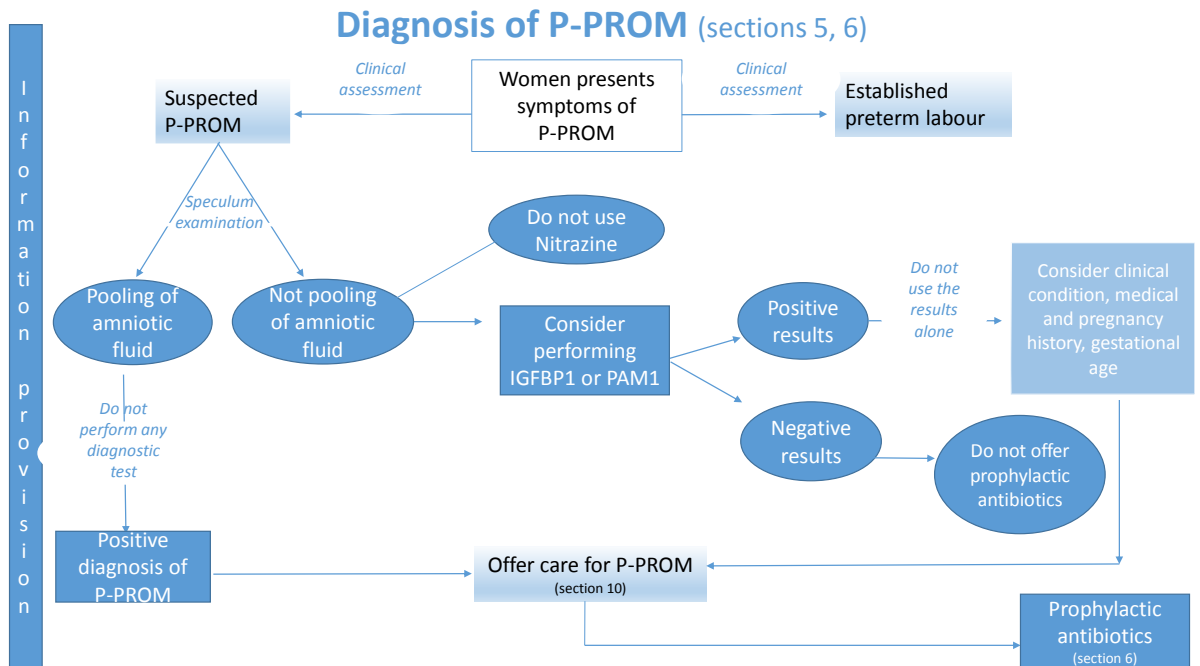 Diagnosis of P-PROM (sections 5, 6)
Information provision
Clinical
assessment
Women presents
symptoms of
P-PROM
Clinical
assessment
Suspected
P-PROM
Established
preterm labour
Speculum
examination
Do not use
Nitrazine
Pooling of
amniotic
fluid
Not pooling
of amniotic
fluid
Consider
performing
IGFBP1 or PAM1
Positive
results
Do not
use the
results
alone
Consider clinical
condition, medical
and pregnancy
history, gestational
age
Do not
perform any
diagnostic
test
Negative
results
Do not offer
prophylactic
antibiotics
Positive
diagnosis of
P-PROM
Offer care for P-PROM
(section 10)
Prophylactic
antibiotics
(section 6)